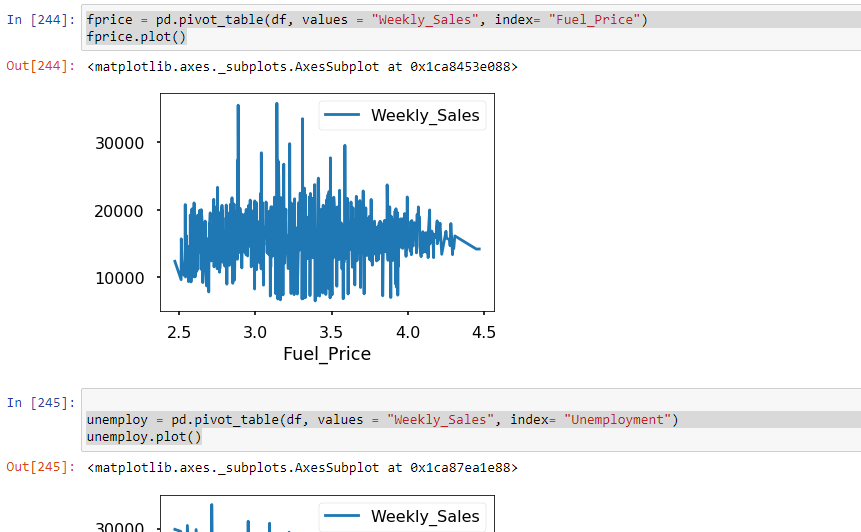 In [244]: fprice = pd.pivot_table(df, values = "Weekly_Sales", index= "Fuel_Price")
fprice.plot()
Out[244]: <matplotlib.axes._subplots.AxesSubplot at 0x1ca8453e088>
Weekly_Sales
30000
20000
10000
2.5 3.0 3.5 4.0 4.5
Fuel_Price
In [245]:
unemploy = pd.pivot_table(df, values = "Weekly_Sales", index= "Unemployment")
unemploy.plot()
Out[245]: <matplotlib.axes._subplots.AxesSubplot at 0x1ca87ea1e88>
Weekly_Sales
30000